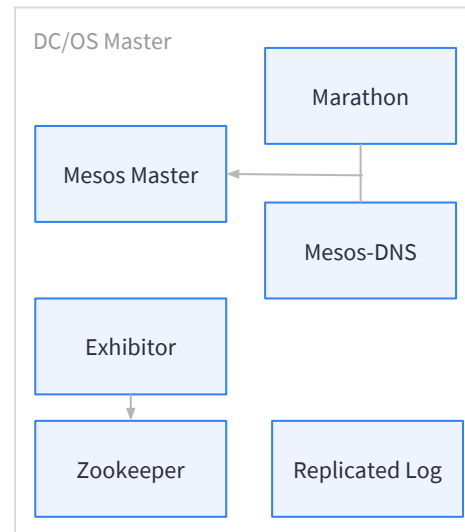 DC/OS Master
Marathon
Mesos Master
Mesos-DNS
Exhibitor
Zookeeper
Replicated Log